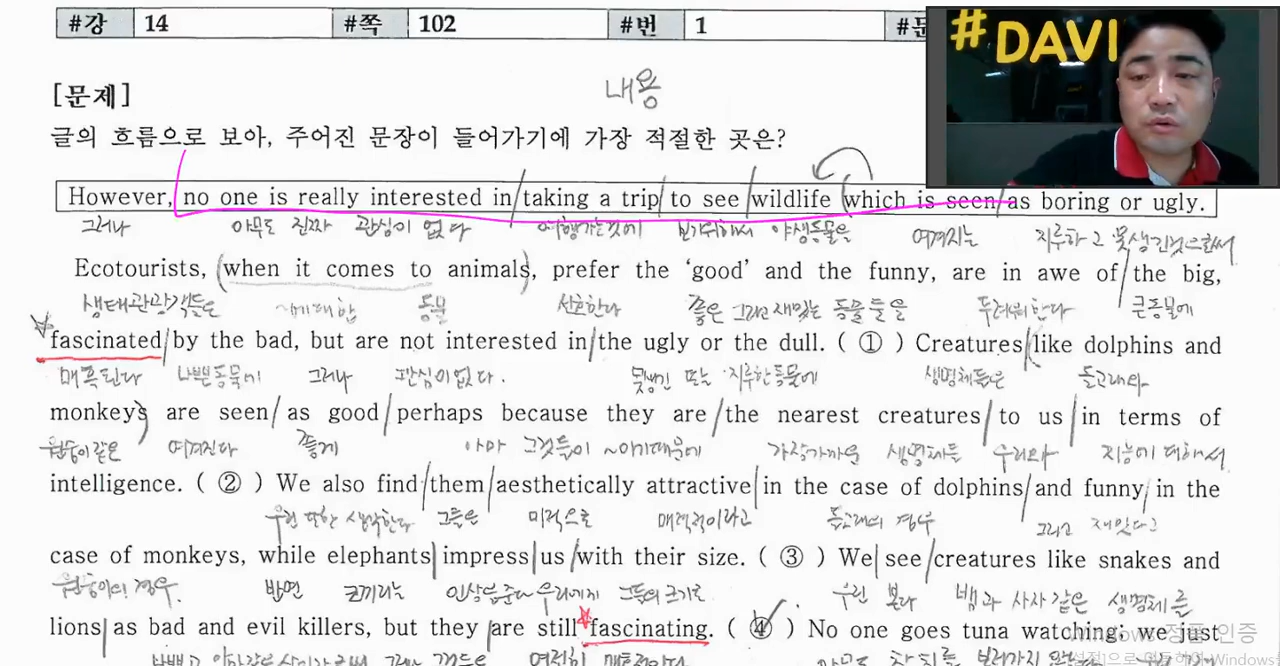 #강 14 #쪽 102 #번 1 #문
#DAVI
[문제]
내용
글의 흐름으로 보아, 주어진 문장이 들어가기에 가장 적절한 곳은?
However, no one is really interested in taking a trip to see wildlife which is seen as boring or ugly.
그러나 아무도 진짜 관심이 없다 여행가는것에 보기위해서 야생동물을 여겨지는 지루하고 못생긴것으로써
Ecotourists, (when it comes to animals), prefer the ‘good’ and the funny, are in awe of the big,
생태관광객들은 ~에대해 동물 선호한다 좋은 그리고 재밌는 동물들을 두려워한다 큰동물에
fascinated by the bad, but are not interested in the ugly or the dull. ( ① ) Creatures (like dolphins and
매혹된다 나쁜동물에 그러나 관심이없다. 못생긴 또는 지루한동물에 생명체들은 돌고래와
monkeys) are seen as good perhaps because they are the nearest creatures to us in terms of
원숭이같은 여겨진다 좋게 아마 그것들이 ~이기때문에 가장가까운 생명체들 우리와 지능에 대해서
intelligence. ( ② ) We also find them aesthetically attractive in the case of dolphins and funny in the
우린 또한 생각한다 그들은 미적으로 매력적이라고 돌고래의 경우 그리고 재밌다고
case of monkeys, while elephants impress us with their size. ( ③ ) We see creatures like snakes and
원숭이의 경우. 반면 코끼리는 인상을준다 우리에게 그들의 크기로 우린 본다 뱀과 사자 같은 생명체를
lions as bad and evil killers, but they are still fascinating. ( ④ ) No one goes tuna watching: we just
여전히
Windows 정품 인증